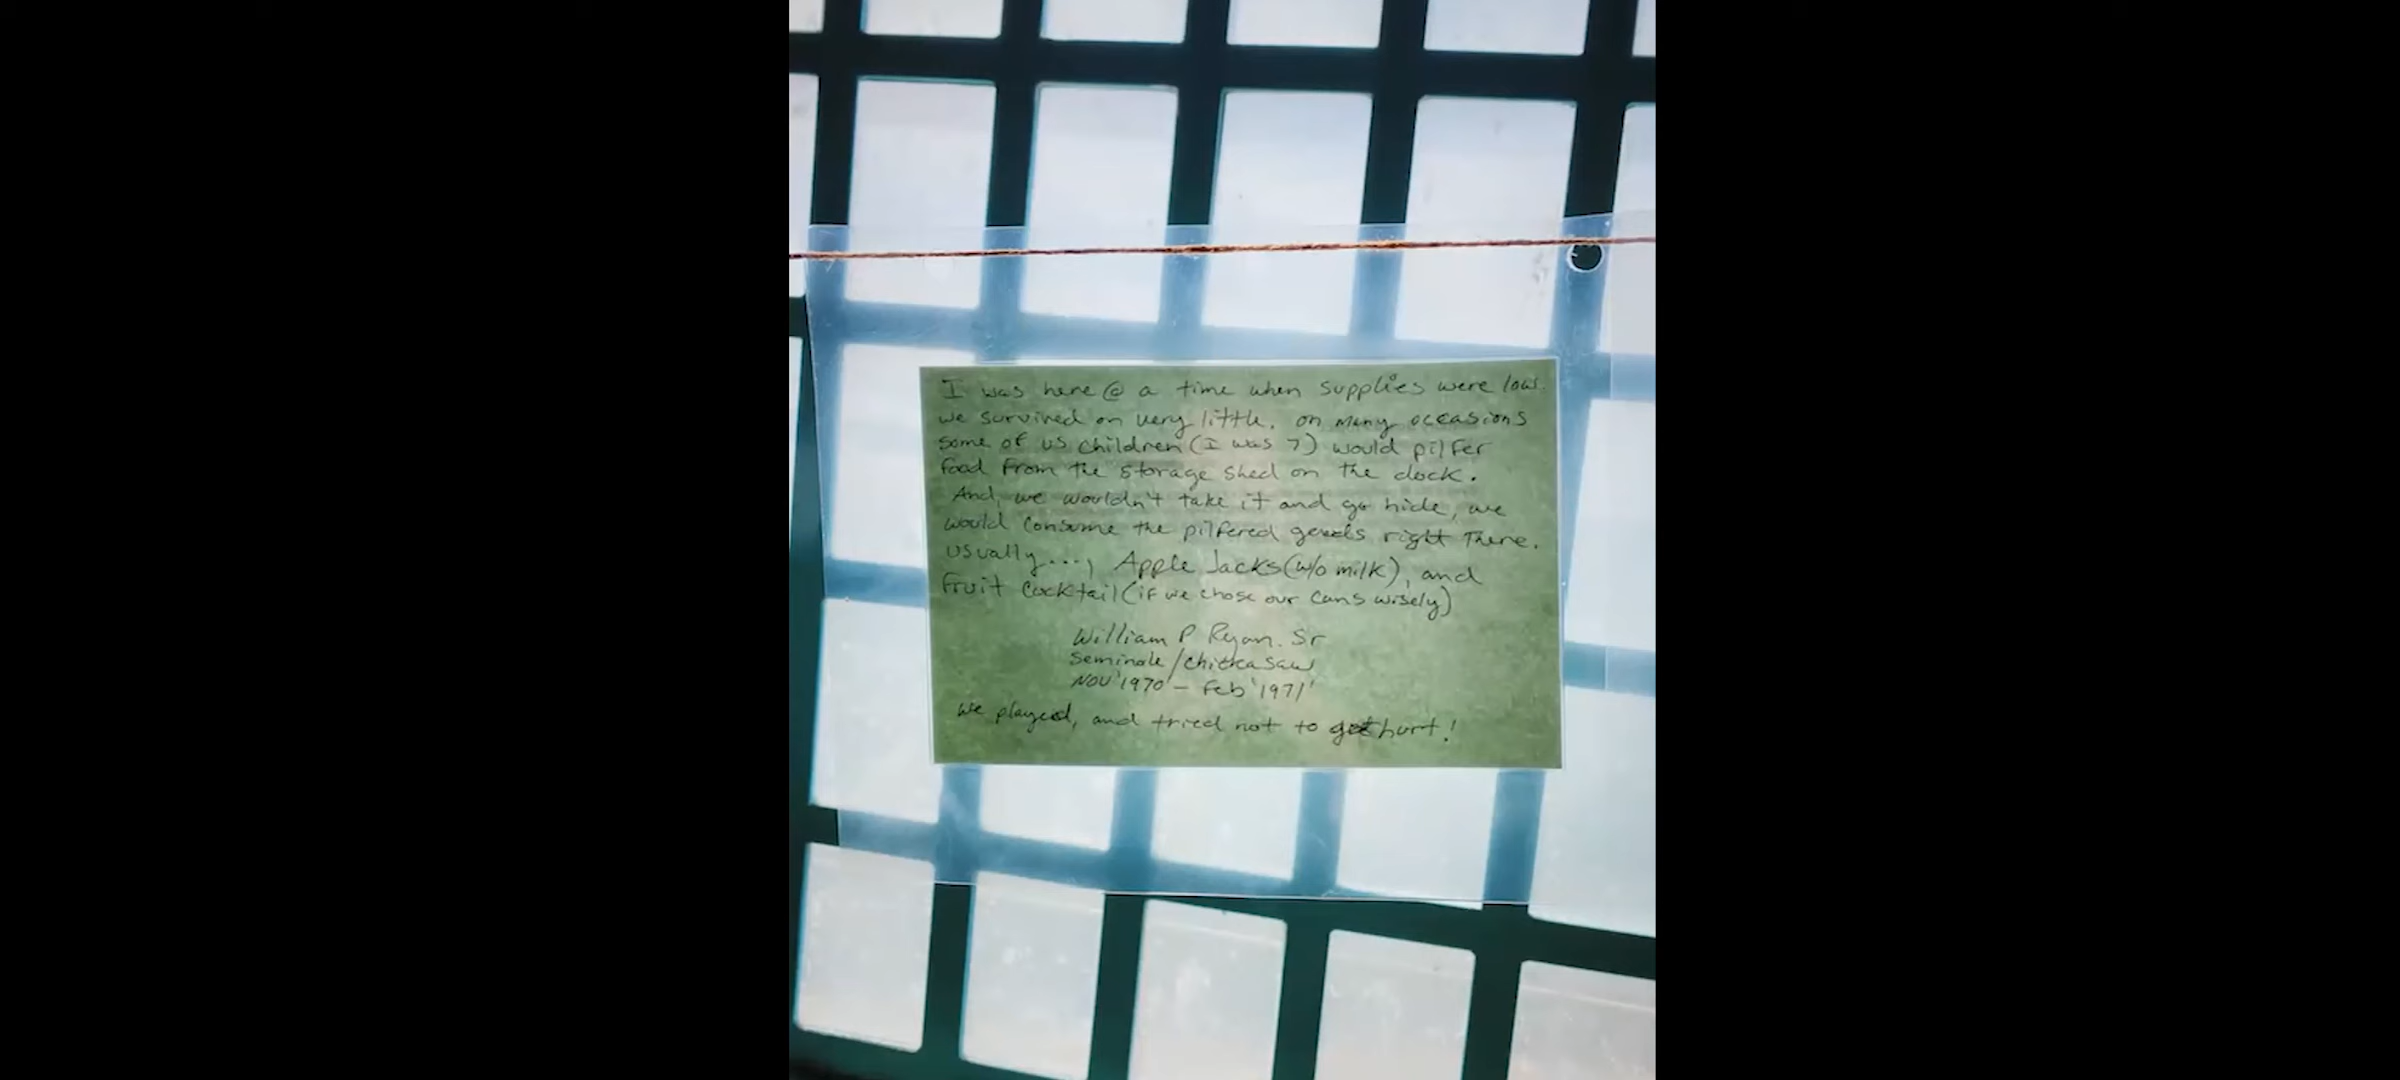 I was here @ a time when supplies were low.
we survived on very little. on many occasions
some of us children (I was 7) would pilfer
food from the storage shed on the dock.
And, we wouldn't take it and go hide, we
would consume the pilfered goods right There.
usually...., Apple Jacks (w/o milk), and
fruit cocktail (if we chose our cans wisely)
William P Ryan. Sr
Seminole/Chickasaw
NOV '1970' - Feb '1971'
We played, and tried not to get hurt!